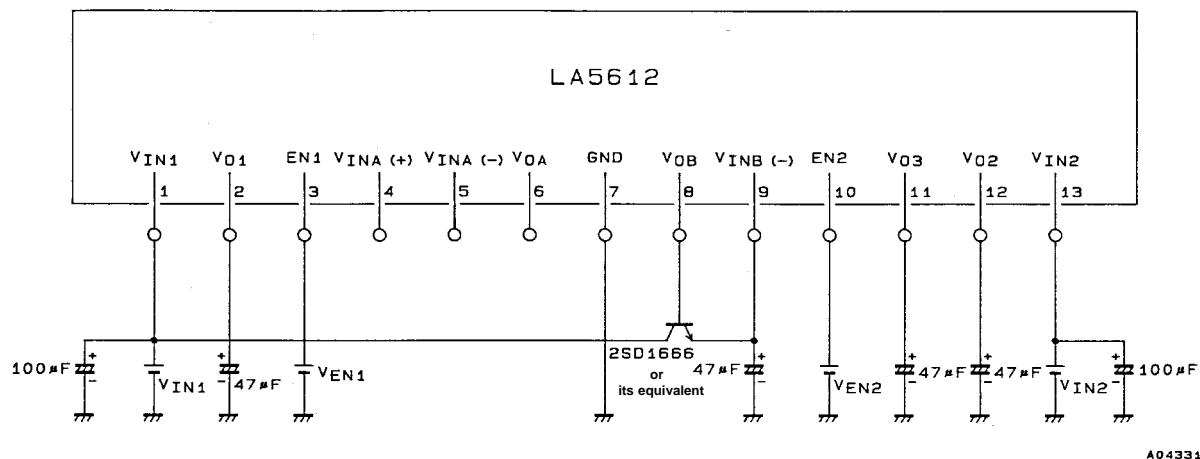 LA5612
VIN1 VO1 EN1 VINA (+) VINA (-) VOA GND VOB VINB (-) EN2 VO3 VO2 VIN2
1 2 3 4 5 6 7 8 9 10 11 12 13
100μF + - VIN1 + - 47μF VEN1 2SD1666 or its equivalent 47μF + - VEN2 + - 47μF + - 47μF VIN2 + - 100μF
A04331